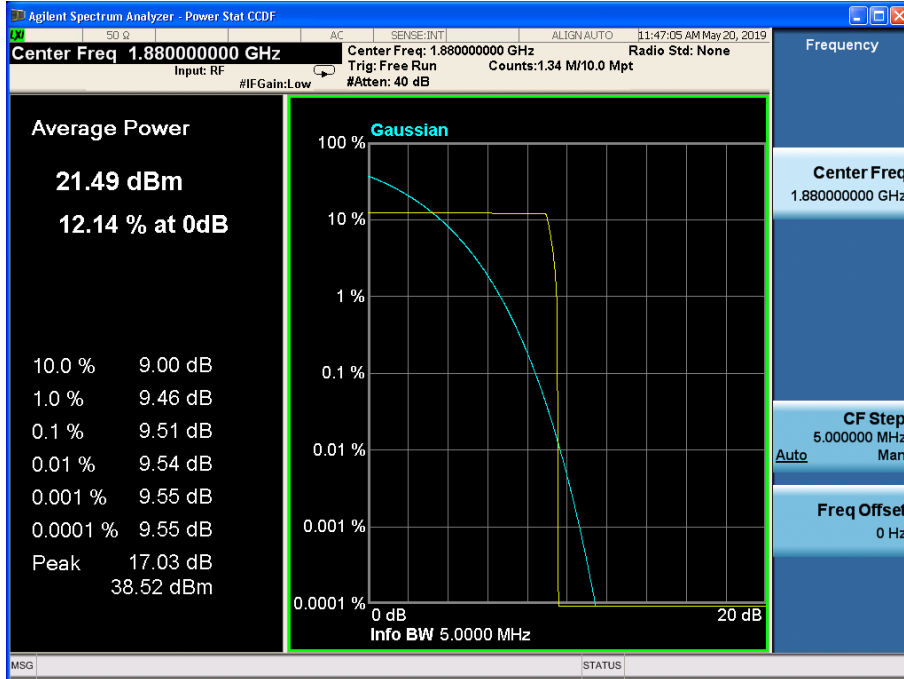 Agilent Spectrum Analyzer - Power Stat CCDF
LXI 50 Ω AC SENSE:INT ALIGN AUTO 11:47:05 AM May 20, 2019
Center Freq 1.880000000 GHz
Input: RF
#IFGain:Low
Center Freq: 1.880000000 GHz Radio Std: None
Trig: Free Run Counts:1.34 M/10.0 Mpt
#Atten: 40 dB
Frequency
Average Power
21.49 dBm
12.14 % at 0dB
10.0 % 9.00 dB
1.0 % 9.46 dB
0.1 % 9.51 dB
0.01 % 9.54 dB
0.001 % 9.55 dB
0.0001 % 9.55 dB
Peak 17.03 dB
38.52 dBm
Gaussian
100 %
10 %
1 %
0.1 %
0.01 %
0.001 %
0.0001 %
0 dB 20 dB
Info BW 5.0000 MHz
Center Freq
1.880000000 GHz
CF Step
5.000000 MHz
Auto Man
Freq Offset
0 Hz
MSG STATUS